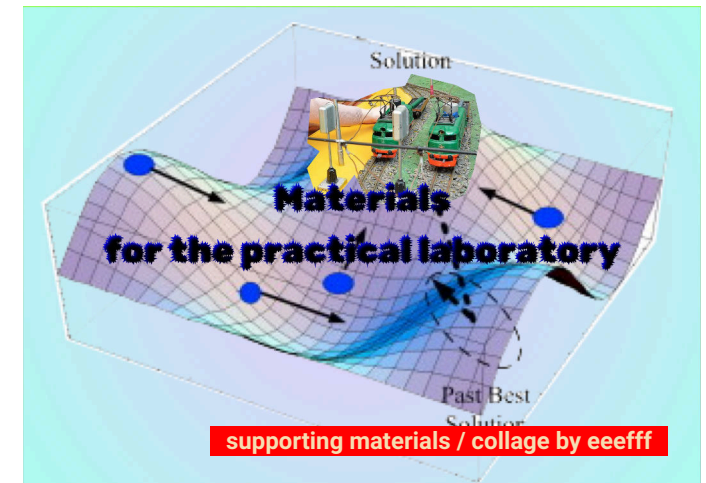 Solution
Materials
for the practical laboratory
Past Best
Solution
supporting materials / collage by eeefff